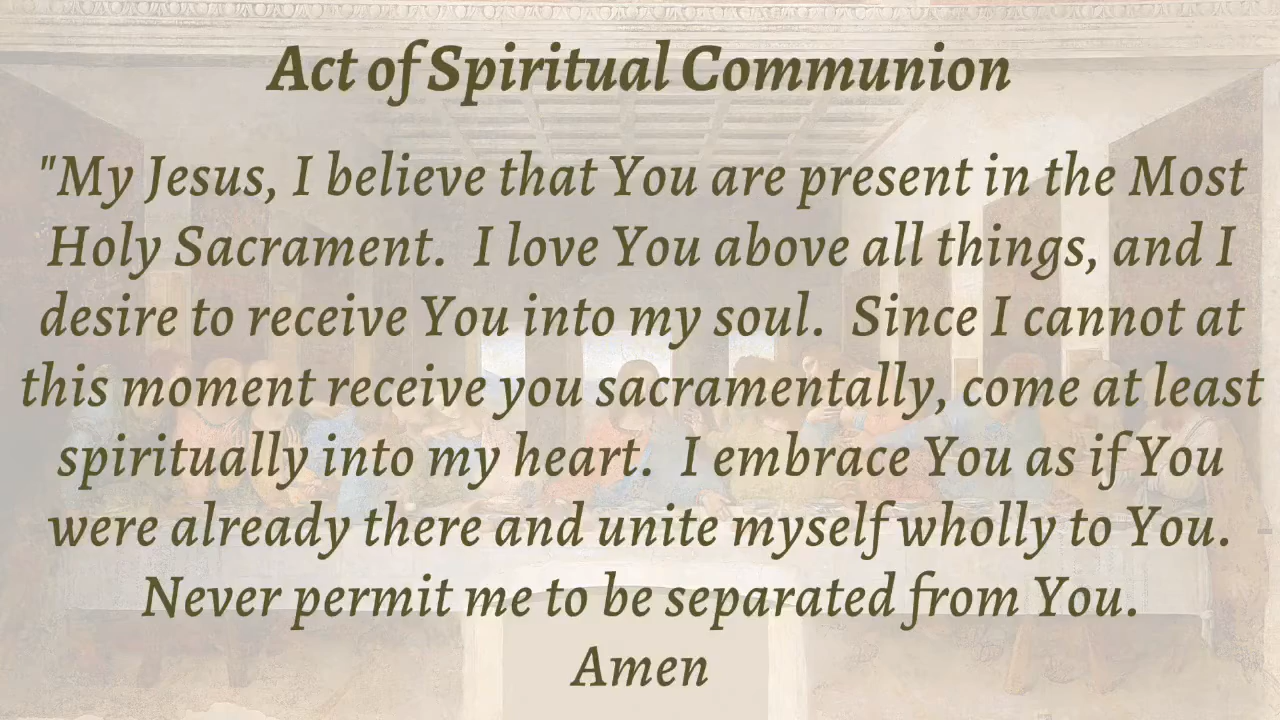 Act of Spiritual Communion
"My Jesus, I believe that You are present in the Most
Holy Sacrament.  I love You above all things, and I
desire to receive You into my soul.  Since I cannot at
this moment receive you sacramentally, come at least
spiritually into my heart.  I embrace You as if You
were already there and unite myself wholly to You.
Never permit me to be separated from You.
Amen